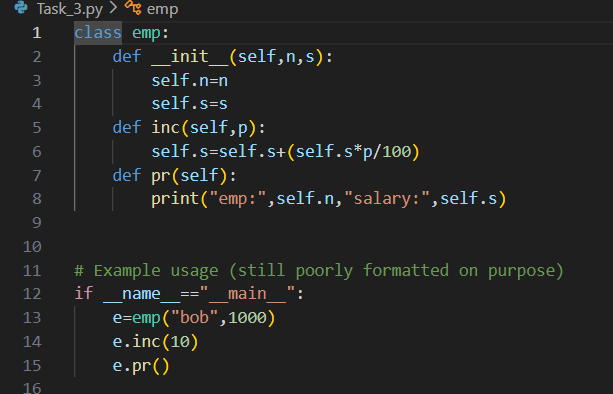 Task_3.py > emp
1 class emp:
2     def __init__(self,n,s):
3         self.n=n
4         self.s=s
5     def inc(self,p):
6         self.s=self.s+(self.s*p/100)
7     def pr(self):
8         print("emp:",self.n,"salary:",self.s)
9
10
11 # Example usage (still poorly formatted on purpose)
12 if __name__=="__main__":
13     e=emp("bob",1000)
14     e.inc(10)
15     e.pr()
16